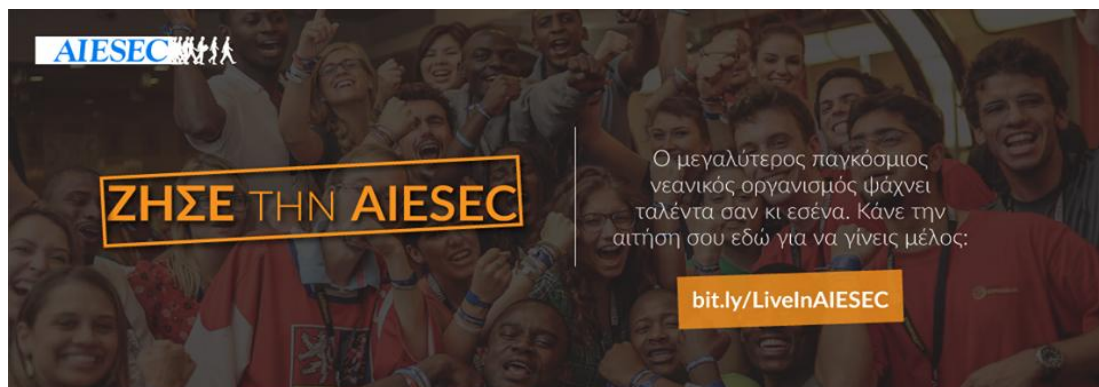 AIESEC
ΖΗΣΕ ΤΗΝ AIESEC
Ο μεγαλύτερος παγκόσμιος
νεανικός οργανισμός ψάχνει
ταλέντα σαν κι εσένα. Κάνε την
αιτήση σου εδώ για να γίνεις μέλος:
bit.ly/LiveInAIESEC